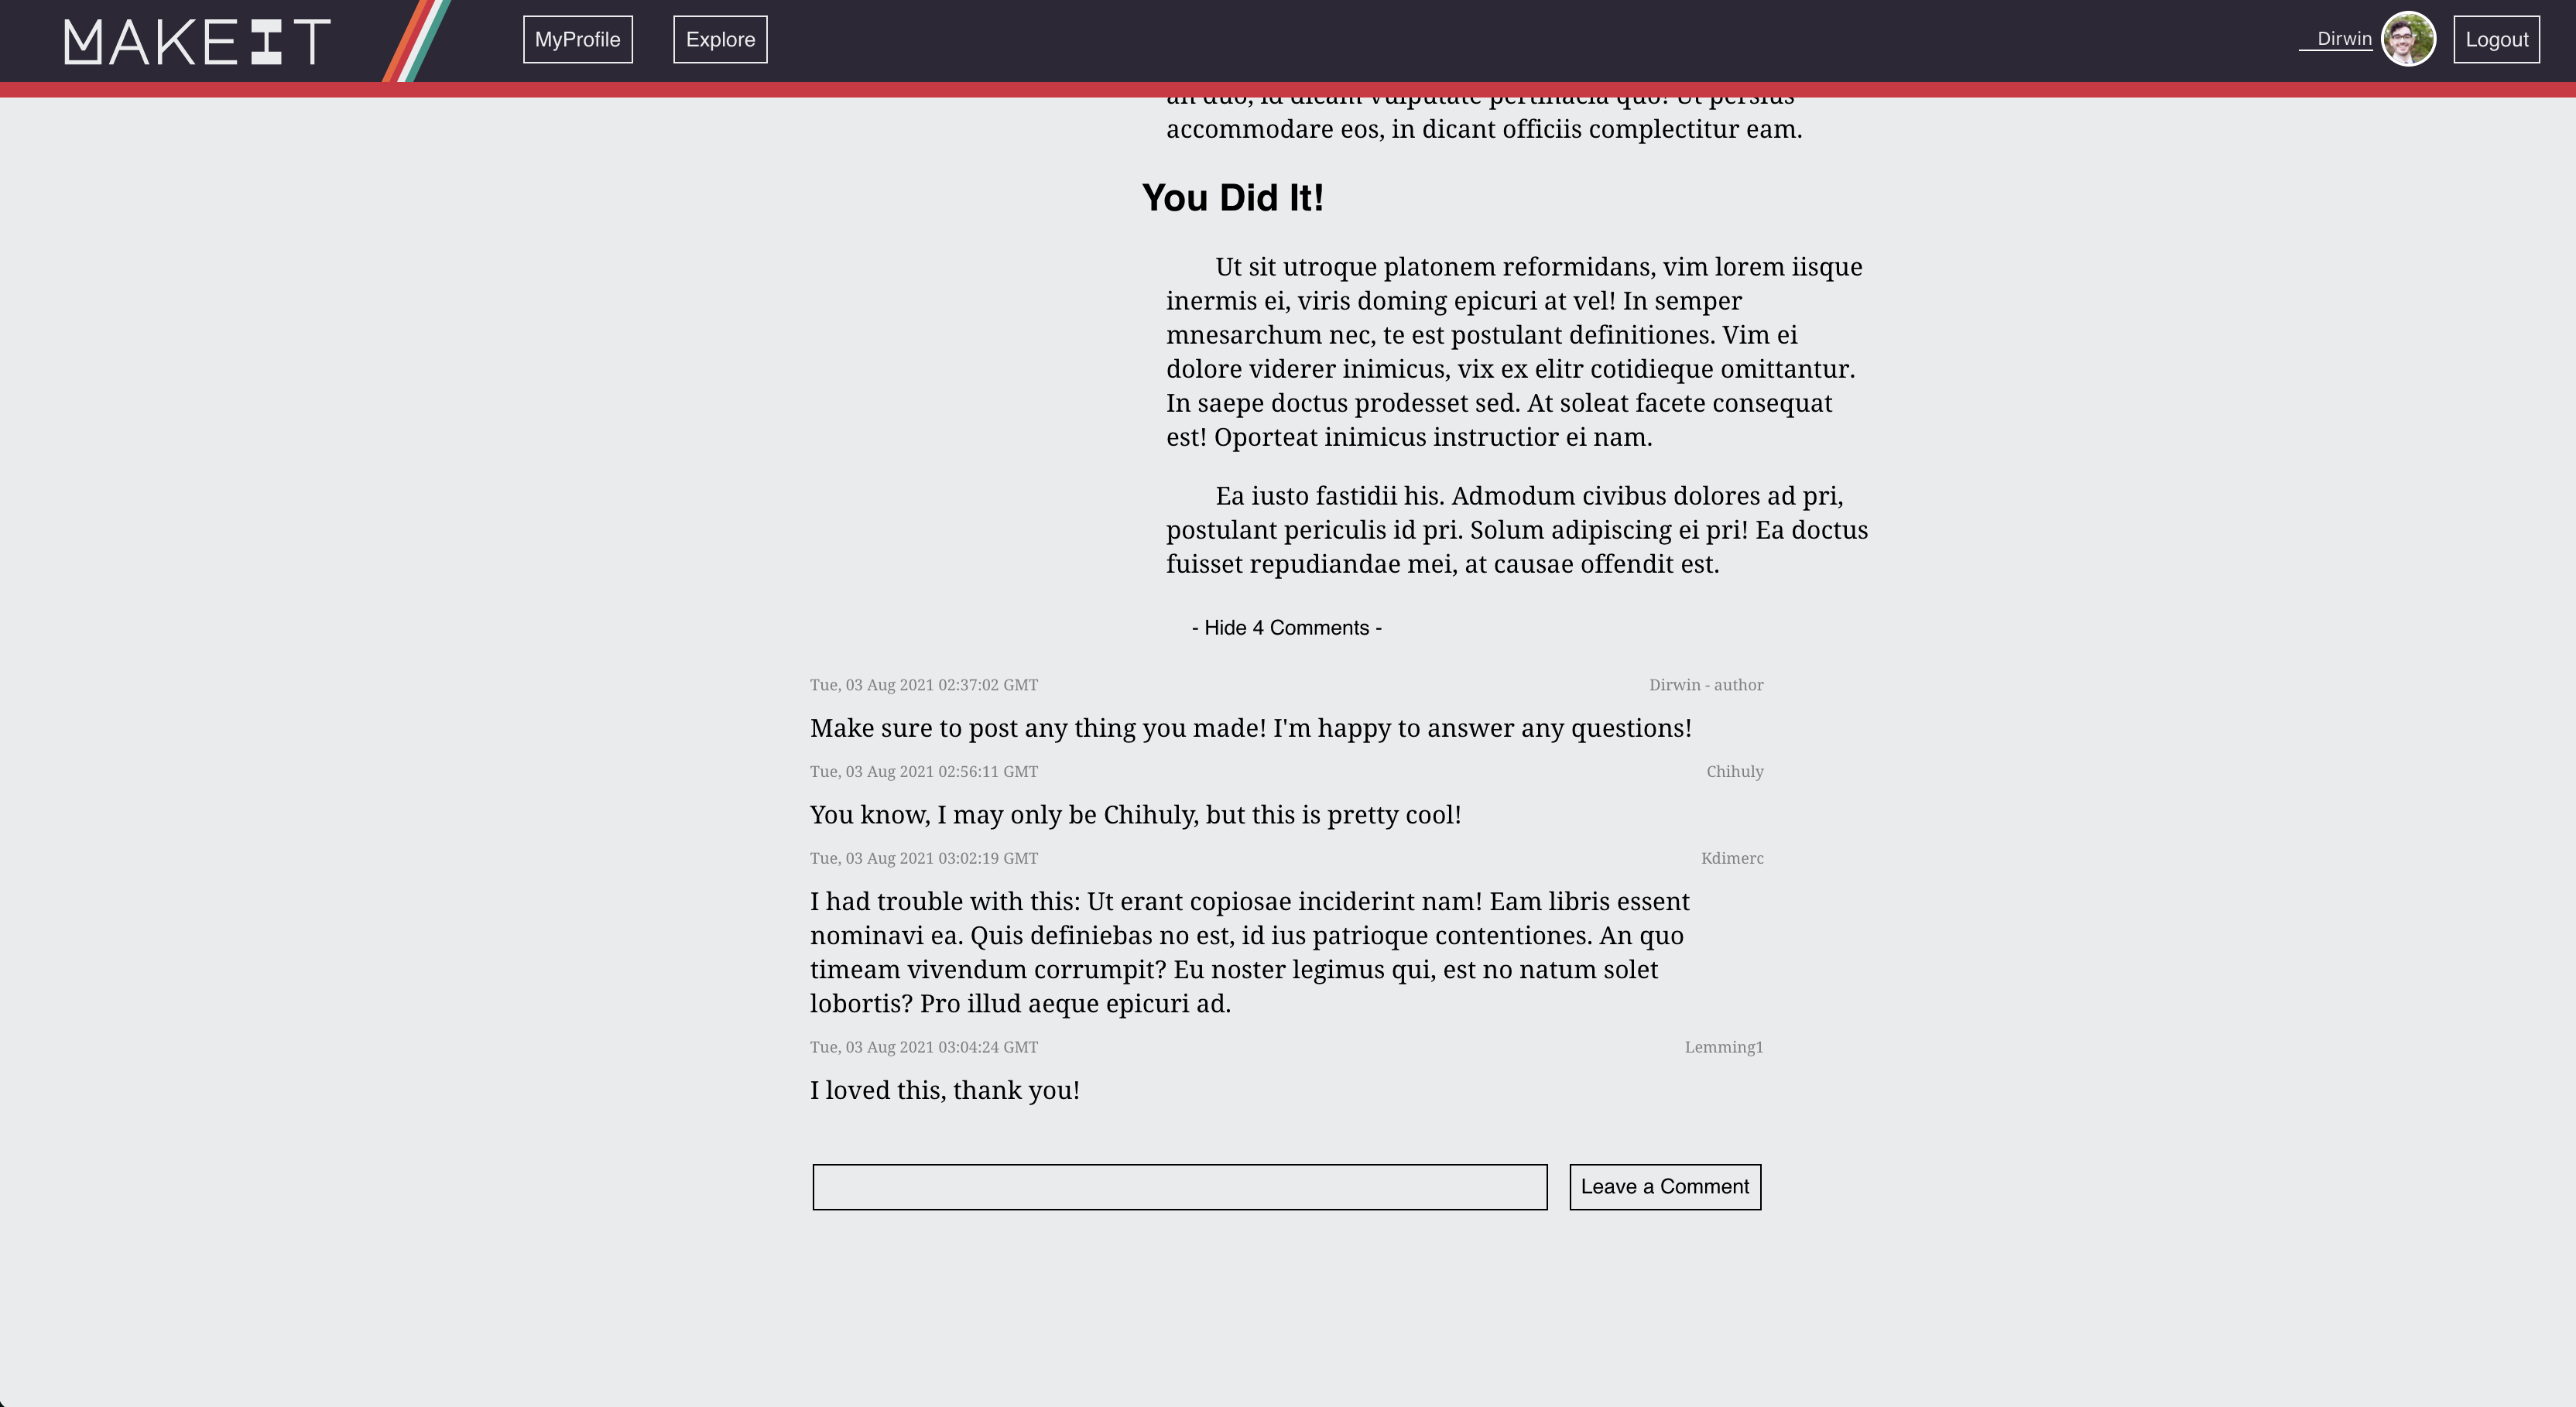 MAKEIT
MyProfile
Explore
Dirwin
Logout
an duo, id dicam vulputate pertinacia quo! Ut persius
accommodare eos, in dicant officiis complectitur eam.
You Did It!
Ut sit utroque platonem reformidans, vim lorem iisque
inermis ei, viris doming epicuri at vel! In semper
mnesarchum nec, te est postulant definitiones. Vim ei
dolore viderer inimicus, vix ex elitr cotidieque omittantur.
In saepe doctus prodesset sed. At soleat facete consequat
est! Oporteat inimicus instructior ei nam.
Ea iusto fastidii his. Admodum civibus dolores ad pri,
postulant periculis id pri. Solum adipiscing ei pri! Ea doctus
fuisset repudiandae mei, at causae offendit est.
- Hide 4 Comments -
Tue, 03 Aug 2021 02:37:02 GMT
Dirwin - author
Make sure to post any thing you made! I'm happy to answer any questions!
Tue, 03 Aug 2021 02:56:11 GMT
Chihuly
You know, I may only be Chihuly, but this is pretty cool!
Tue, 03 Aug 2021 03:02:19 GMT
Kdimerc
I had trouble with this: Ut erant copiosae inciderint nam! Eam libris essent
nominavi ea. Quis definiebas no est, id ius patrioque contentiones. An quo
timeam vivendum corrumpit? Eu noster legimus qui, est no natum solet
lobortis? Pro illud aeque epicuri ad.
Tue, 03 Aug 2021 03:04:24 GMT
Lemming1
I loved this, thank you!
Leave a Comment